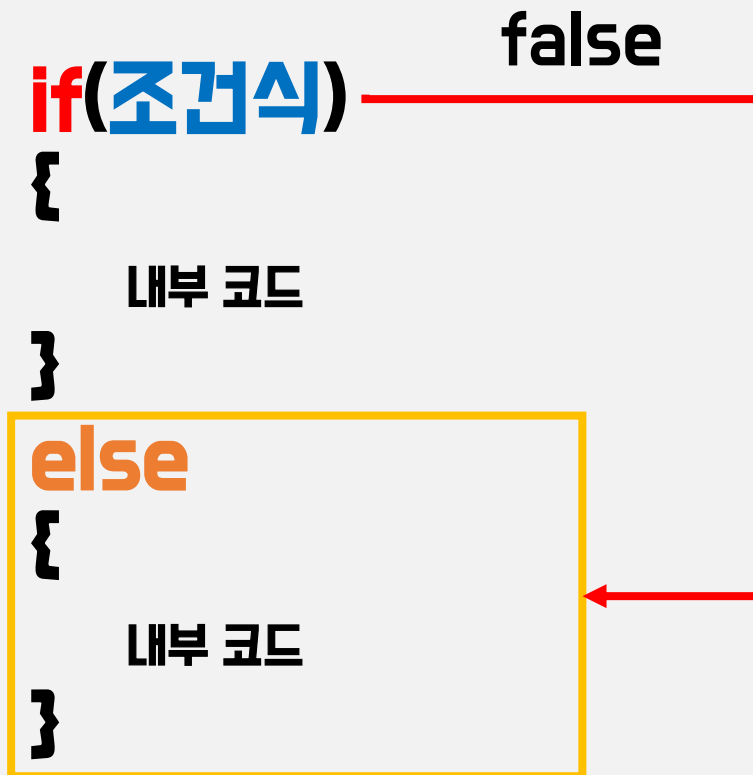 false
if(조건식)
{
내부 코드
}
else
{
내부 코드
}